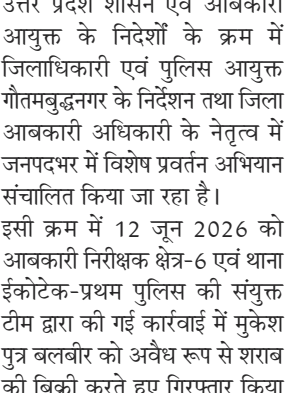 उत्तर प्रदेश शासन एवं आबकारी
आयुक्त के निर्देशों के क्रम में
जिलाधिकारी एवं पुलिस आयुक्त
गौतमबुद्धनगर के निर्देशन तथा जिला
आबकारी अधिकारी के नेतृत्व में
जनपदभर में विशेष प्रवर्तन अभियान
संचालित किया जा रहा है।
इसी क्रम में 12 जून 2026 को
आबकारी निरीक्षक क्षेत्र-6 एवं थाना
ईकोटेक-प्रथम पुलिस की संयुक्त
टीम द्वारा की गई कार्रवाई में मुकेश
पुत्र बलबीर को अवैध रूप से शराब
की बिक्री करते हुए गिरफ्तार किया